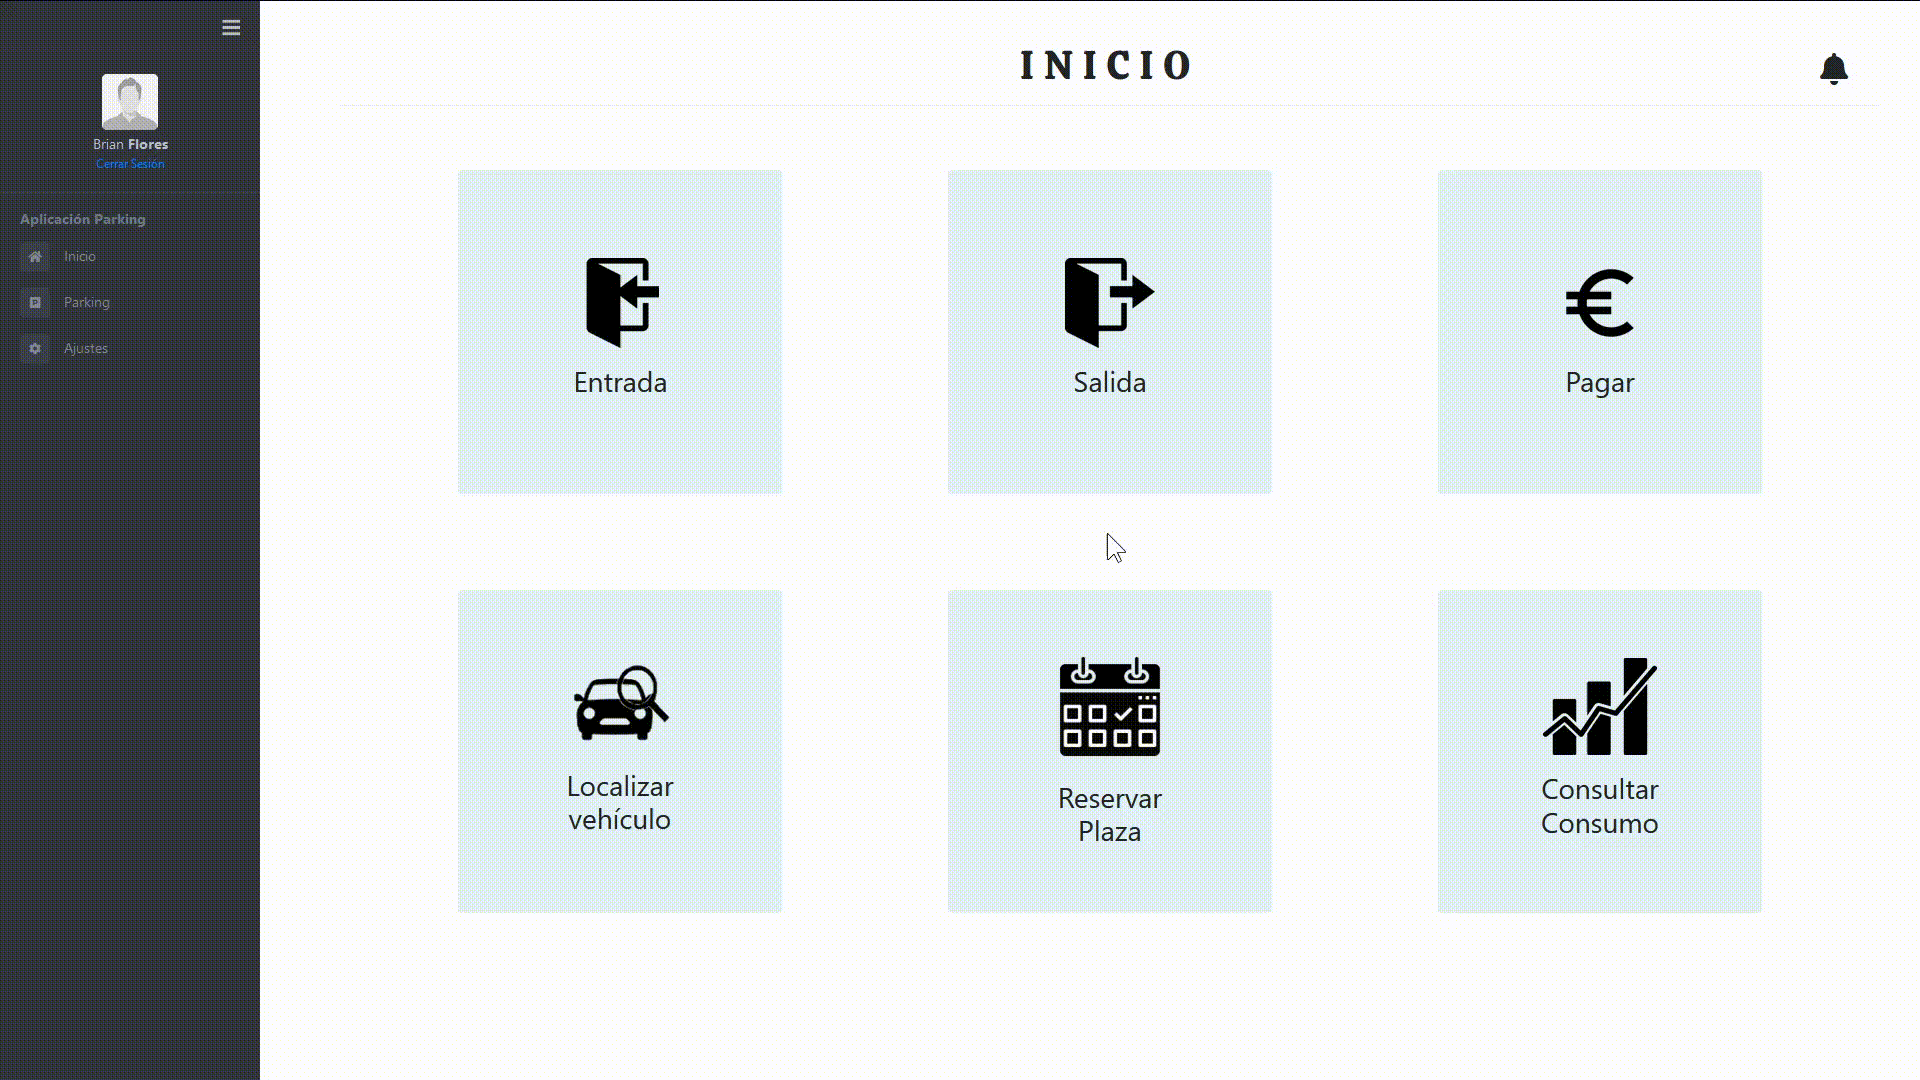 INICIO
Brian Flores
Cerrar Sesión
Aplicación Parking
Inicio
Parking
Ajustes
Entrada
Salida
€
Pagar
Localizar
vehículo
Reservar
Plaza
Consultar
Consumo